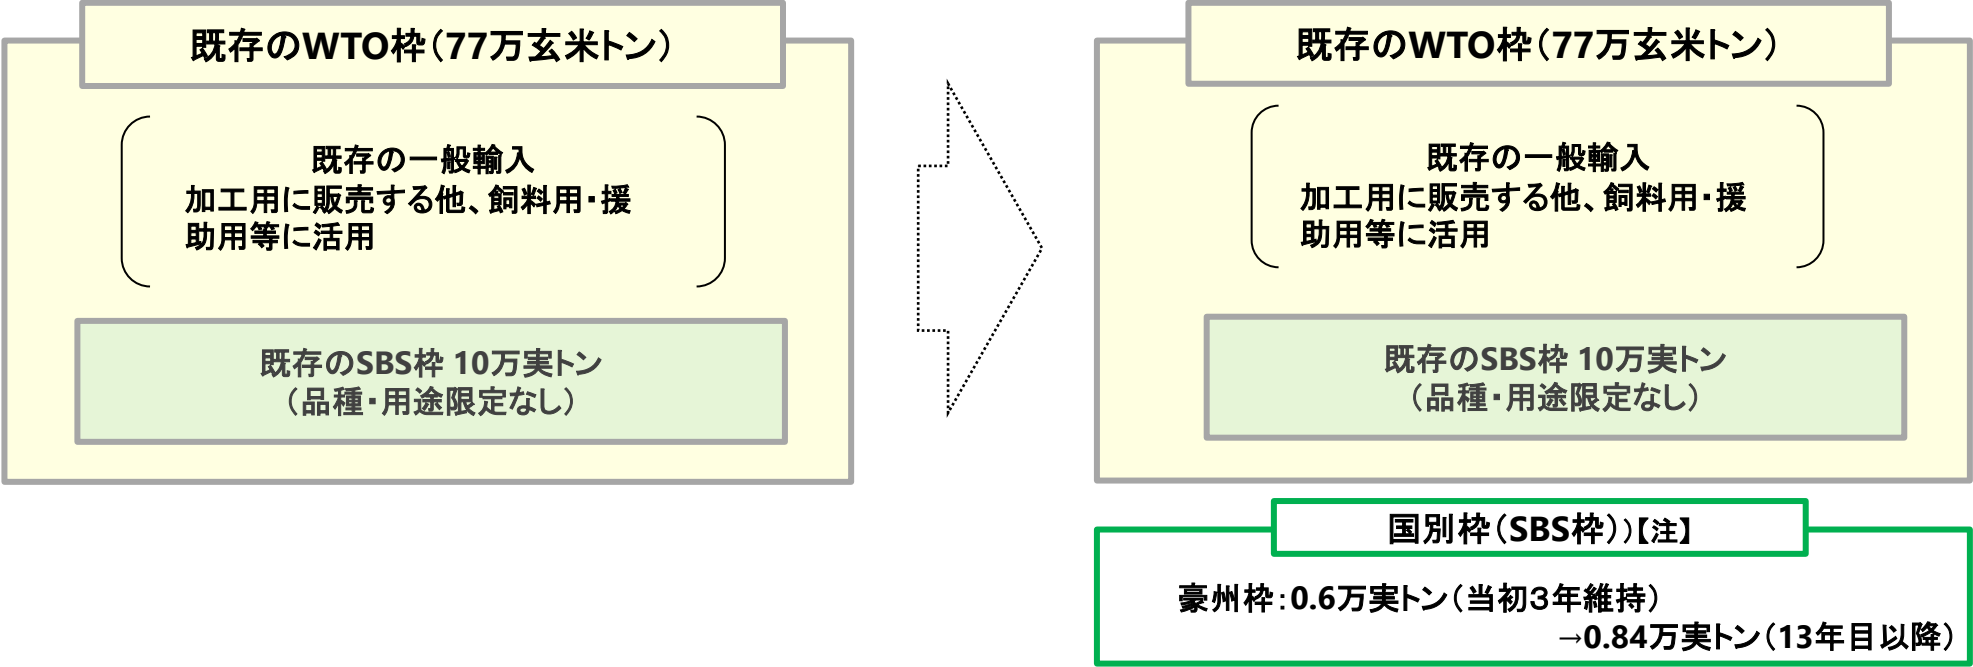 既存のWTO枠（77万玄米トン）
既存の一般輸入
加工用に販売する他、飼料用・援
助用等に活用
既存のSBS枠 10万実トン
（品種・用途限定なし）
既存のWTO枠（77万玄米トン）
既存の一般輸入
加工用に販売する他、飼料用・援
助用等に活用
既存のSBS枠 10万実トン
（品種・用途限定なし）
国別枠（SBS枠））【注】
豪州枠：0.6万実トン（当初３年維持）
→0.84万実トン（13年目以降）